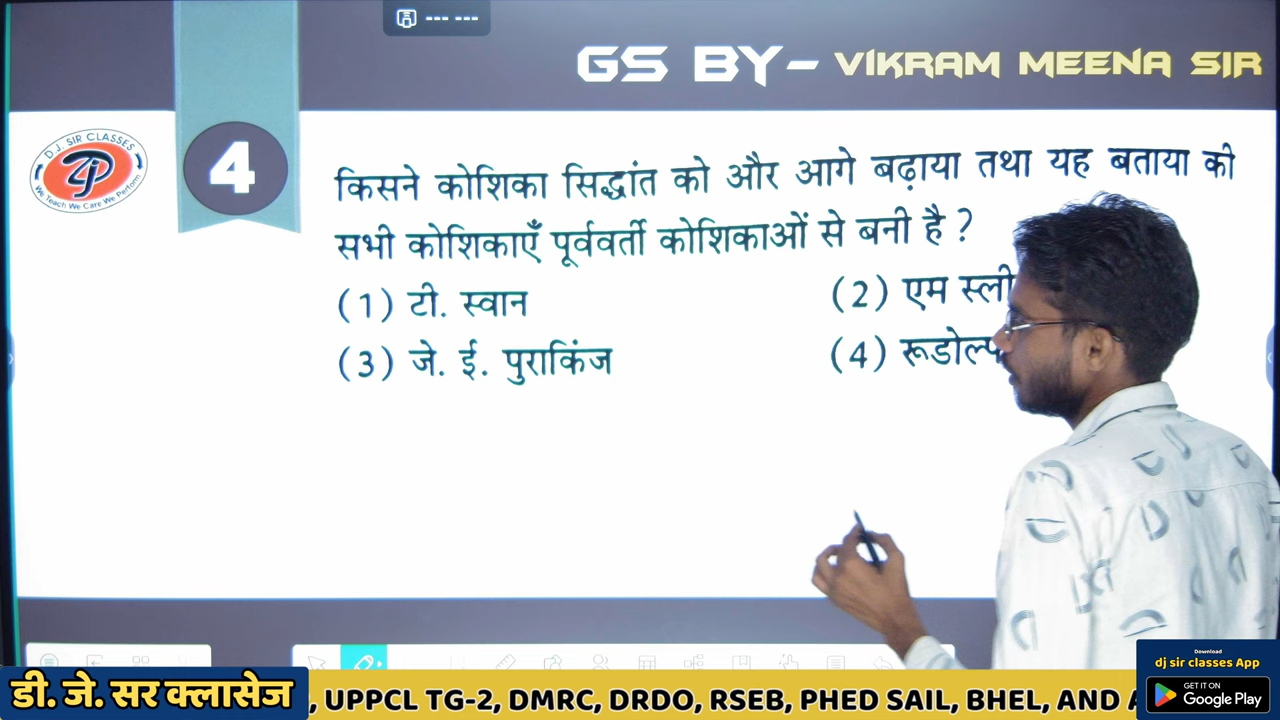 --- ---
GS BY- VIKRAM MEENA SIR
D.J. SIR CLASSES
We Teach We Care We Perform
4
किसने कोशिका सिद्धांत को और आगे बढ़ाया तथा यह बताया की
सभी कोशिकाएँ पूर्ववर्ती कोशिकाओं से बनी है ?
(1) टी. स्वान
(2) एम
(3) जे. ई. पुराकिंज
(4)
डी. जे. सर क्लासेज
, UPPCL TG-2, DMRC, DRDO, RSEB, PHED SAIL, BHEL, AND
Download
dj sir classes App
GET IT ON
Google Play